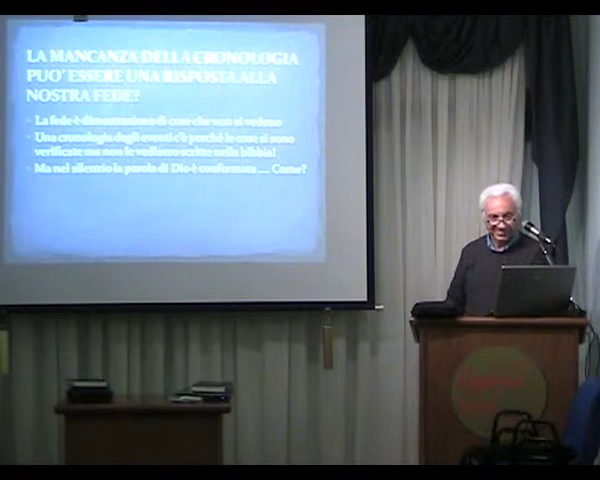 LA MANCANZA DELLA CRONOLOGIA
PUO' ESSERE UNA RISPOSTA ALLA
NOSTRA FEDE?
La fede è dimostrazione di cose che non si vedono
Una cronologia degli eventi c'è perchè le cose si sono
verificate ma non le vediamo scritte nella bibbia!
Ma nel silenzio la parola di Dio è confermata .... Come?